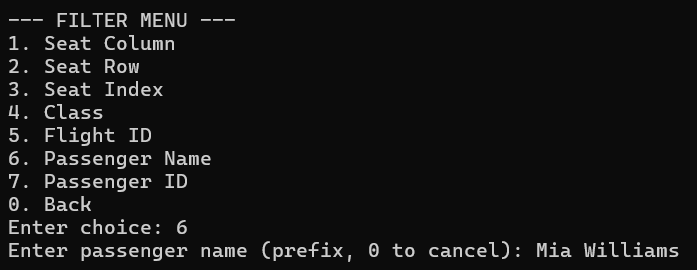 --- FILTER MENU ---
1. Seat Column
2. Seat Row
3. Seat Index
4. Class
5. Flight ID
6. Passenger Name
7. Passenger ID
0. Back
Enter choice: 6
Enter passenger name (prefix, 0 to cancel): Mia Williams